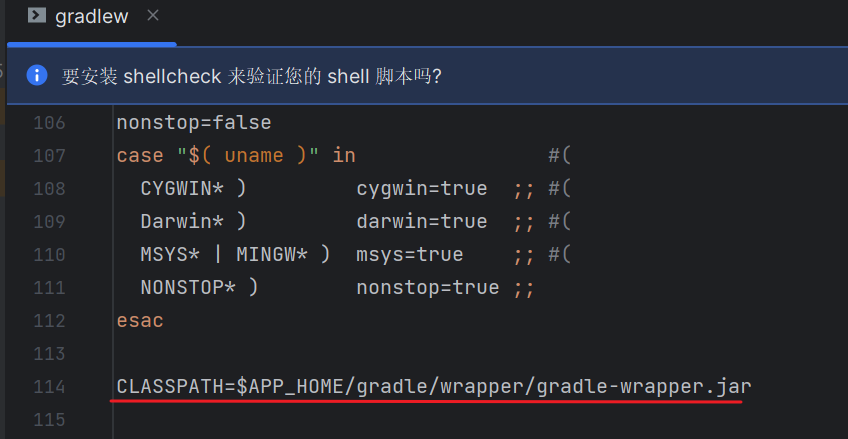 gradlew
要安装 shellcheck 来验证您的 shell 脚本吗?
106 nonstop=false
107 case "$( uname )" in                #(
108   CYGWIN* )         cygwin=true  ;; #(
109   Darwin* )         darwin=true  ;; #(
110   MSYS* | MINGW* )  msys=true    ;; #(
111   NONSTOP* )        nonstop=true ;;
112 esac
113
114 CLASSPATH=$APP_HOME/gradle/wrapper/gradle-wrapper.jar
115